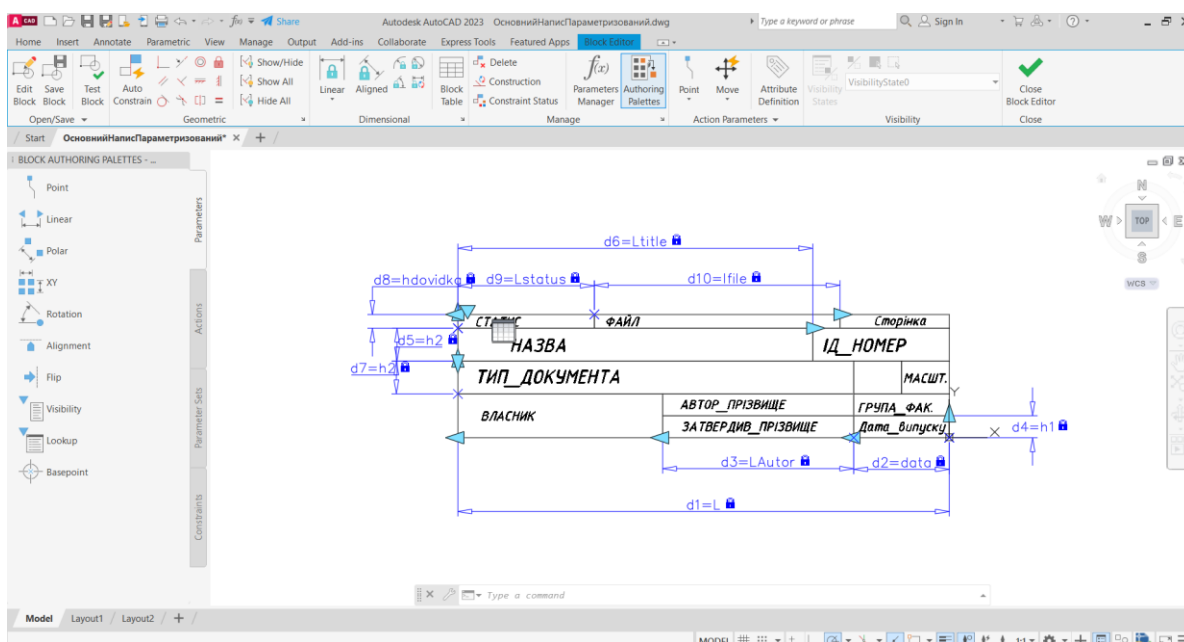 A CAD Share Autodesk AutoCAD 2023 ОсновнийНаписПараметризований.dwg Type a keyword or phrase Sign In
Home Insert Annotate Parametric View Manage Output Add-ins Collaborate Express Tools Featured Apps Block Editor
Edit Block Save Block Test Block Auto Constrain Show/Hide Show All Hide All Linear Aligned Block Table Delete Construction Constraint Status Parameters Manager Authoring Palettes Point Move Attribute Definition Visibility States VisibilityState0 Close Block Editor
Open/Save Geometric Dimensional Manage Action Parameters Visibility Close
Start ОсновнийНаписПараметризований*
BLOCK AUTHORING PALETTES - ...
Point
Linear
Polar
XY
Rotation
Alignment
Flip
Visibility
Lookup
Basepoint
Parameters
Actions
Parameter Sets
Constraints
N
W TOP E
S
WCS
d6=Ltitle
d8=hdovidka d9=Lstatus d10=lfile
ФАЙЛ Сторінка
d5=h2 НАЗВА ІД_НОМЕР
d7=h2 ТИП_ДОКУМЕНТА МАСШТ.
Y
ВЛАСНИК АВТОР_ПРІЗВИЩЕ ГРУПА_ФАК.
ЗАТВЕРДИВ_ПРІЗВИЩЕ Дата_випуску X d4=h1
d3=LAutor d2=data
d1=L
Type a command
Model Layout1 Layout2 +
MODEL 1:1